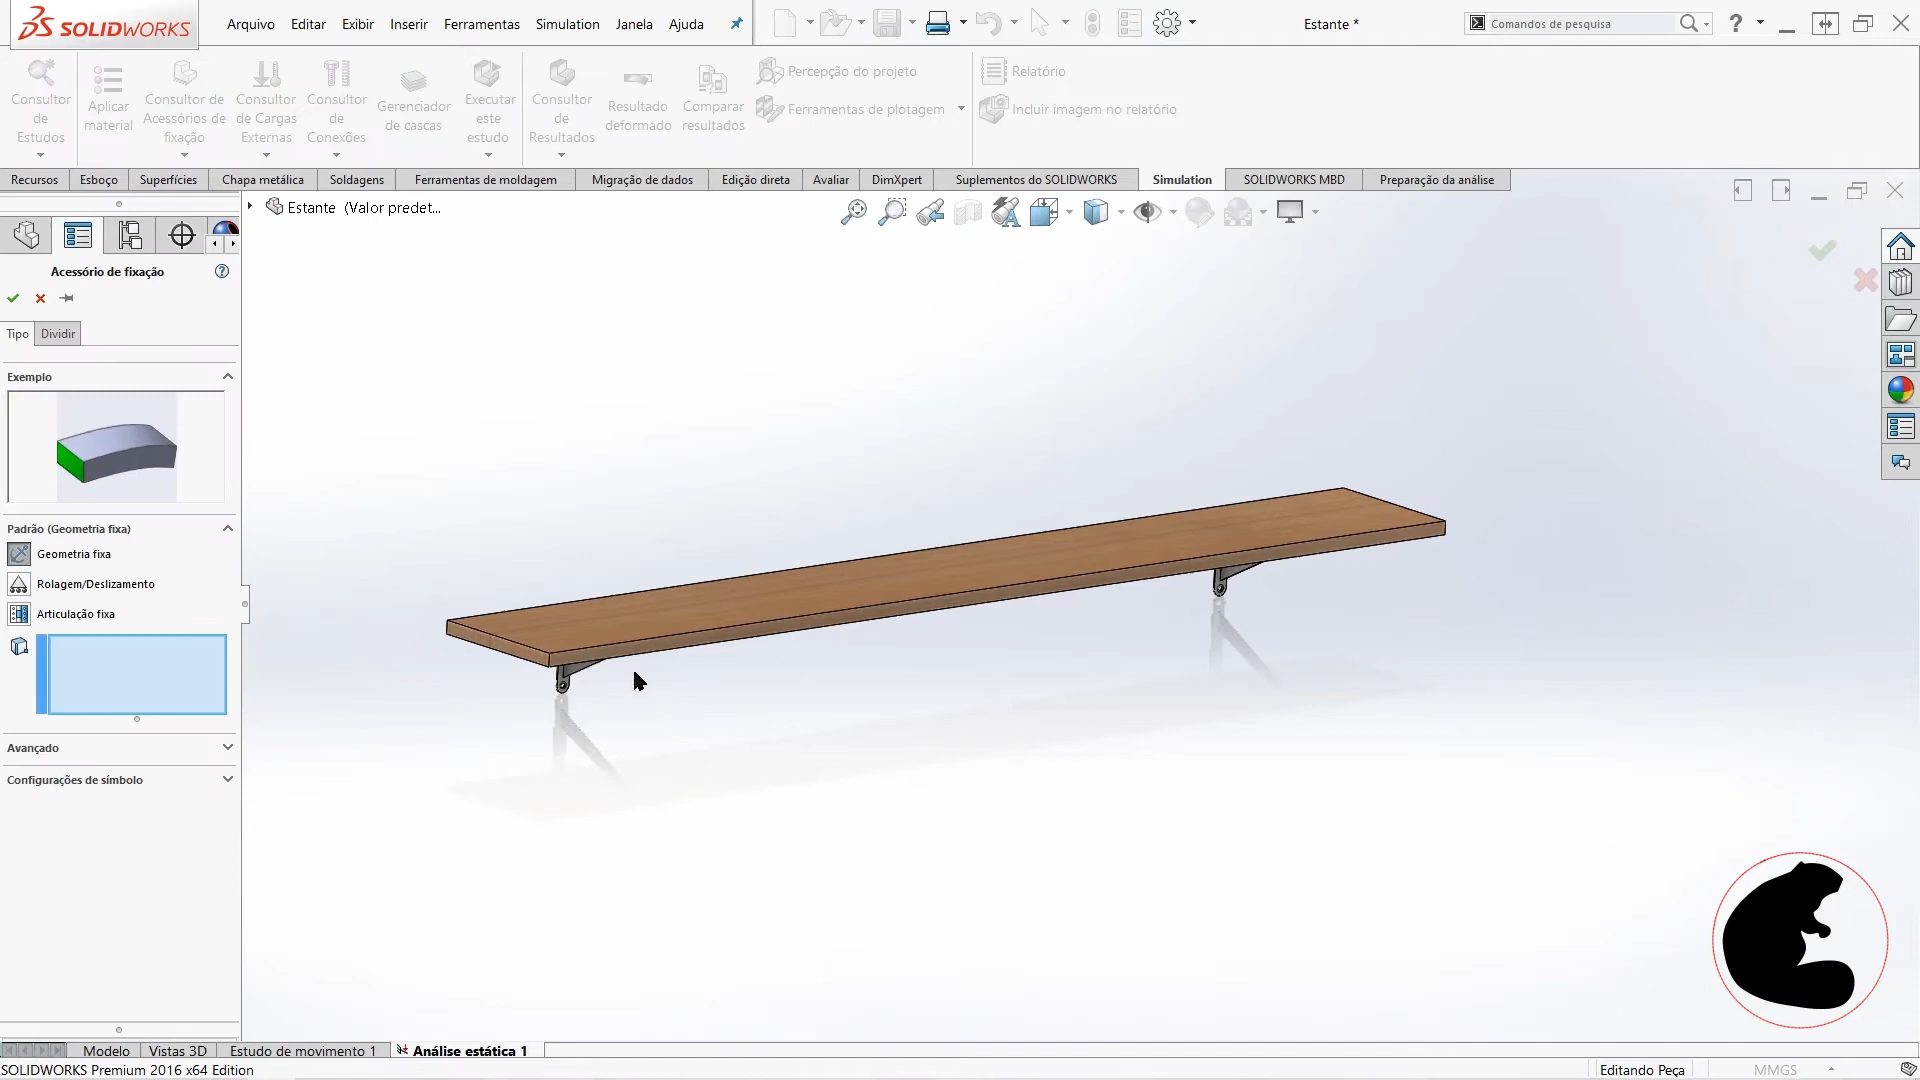 SOLIDWORKS
Arquivo Editar Exibir Inserir Ferramentas Simulation Janela Ajuda
Estante *
Comandos de pesquisa
?
Consultor de Estudos
Aplicar material
Consultor de Acessórios de fixação
Consultor de Cargas Externas
Consultor de Conexões
Gerenciador de cascas
Executar este estudo
Consultor de Resultados
Resultado deformado
Comparar resultados
Percepção do projeto
Ferramentas de plotagem
Relatório
Incluir imagem no relatório
Recursos Esboço Superfícies Chapa metálica Soldagens Ferramentas de moldagem Migração de dados Edição direta Avaliar DimXpert Suplementos do SOLIDWORKS Simulation SOLIDWORKS MBD Preparação da análise
Estante (Valor predet...
Acessório de fixação
Tipo Dividir
Exemplo
Padrão (Geometria fixa)
Geometria fixa
Rolagem/Deslizamento
Articulação fixa
Avançado
Configurações de símbolo
Modelo Vistas 3D Estudo de movimento 1 Análise estática 1
SOLIDWORKS Premium 2016 x64 Edition
Editando Peça MMGS